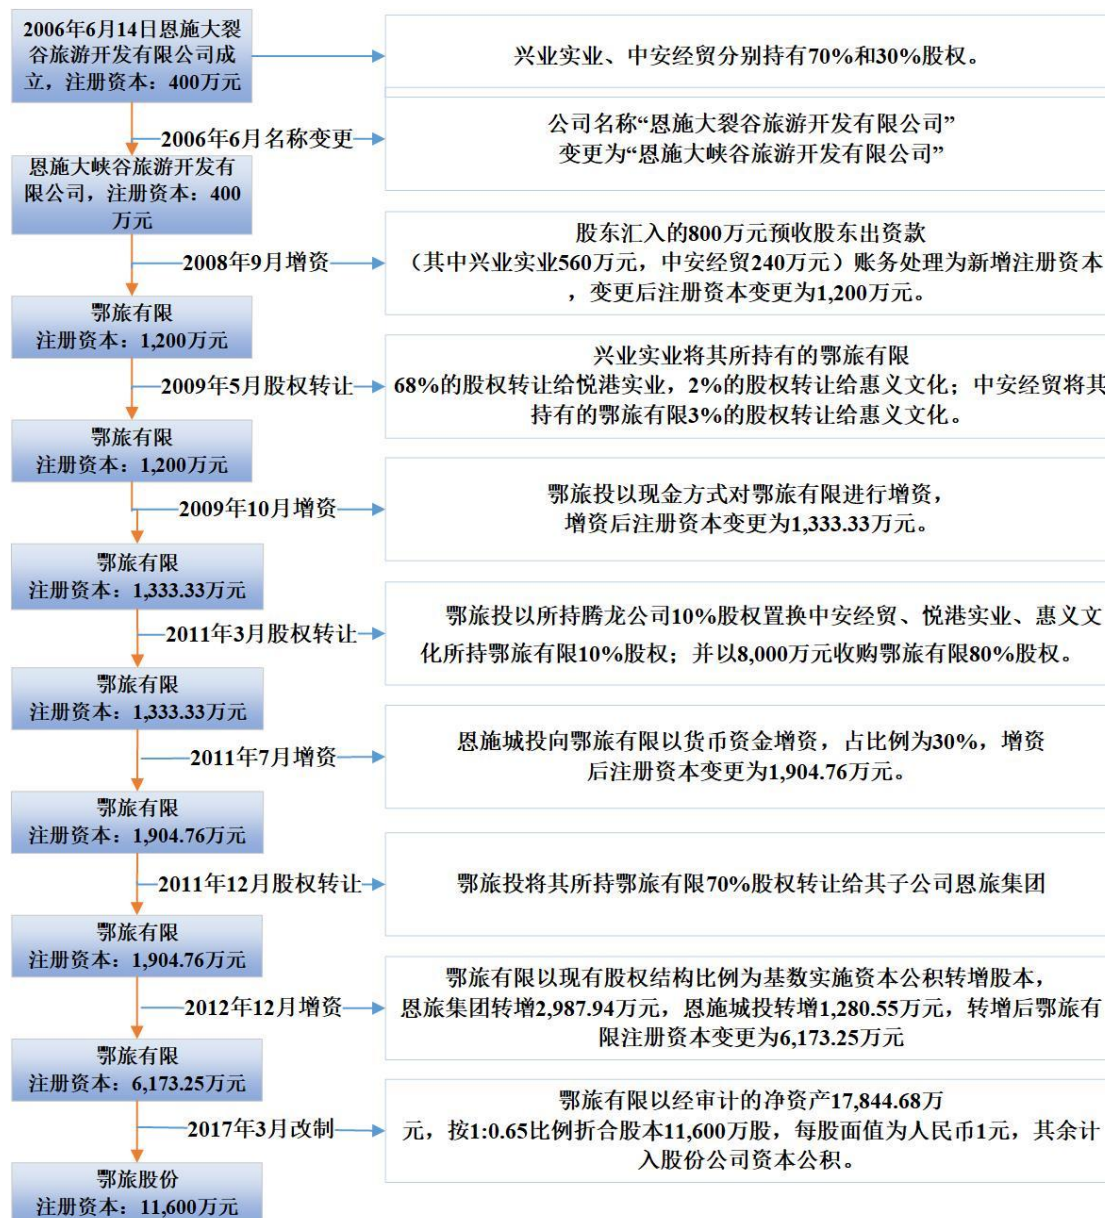 2006年6月14日恩施大裂
谷旅游开发有限公司成
立，注册资本：400万元
兴业实业、中安经贸分别持有70%和30%股权。
2006年6月名称变更
公司名称“恩施大裂谷旅游开发有限公司”
变更为“恩施大峡谷旅游开发有限公司”
恩施大峡谷旅游开发有
限公司，注册资本：400
万元
2008年9月增资
股东汇入的800万元预收股东出资款
（其中兴业实业560万元，中安经贸240万元）账务处理为新增注册资本
，变更后注册资本变更为1,200万元。
鄂旅有限
注册资本：1,200万元
2009年5月股权转让
兴业实业将其所持有的鄂旅有限
68%的股权转让给悦港实业，2%的股权转让给惠义文化；中安经贸将其
持有的鄂旅有限3%的股权转让给惠义文化。
鄂旅有限
注册资本：1,200万元
2009年10月增资
鄂旅投以现金方式对鄂旅有限进行增资，
增资后注册资本变更为1,333.33万元。
鄂旅有限
注册资本：1,333.33万元
2011年3月股权转让
鄂旅投以所持腾龙公司10%股权置换中安经贸、悦港实业、惠义文
化所持鄂旅有限10%股权；并以8,000万元收购鄂旅有限80%股权。
鄂旅有限
注册资本：1,333.33万元
2011年7月增资
恩施城投向鄂旅有限以货币资金增资，占比例为30%，增资
后注册资本变更为1,904.76万元。
鄂旅有限
注册资本：1,904.76万元
2011年12月股权转让
鄂旅投将其所持鄂旅有限70%股权转让给其子公司恩旅集团
鄂旅有限
注册资本：1,904.76万元
2012年12月增资
鄂旅有限以现有股权结构比例为基数实施资本公积转增股本，
恩旅集团转增2,987.94万元，恩施城投转增1,280.55万元，转增后鄂旅有
限注册资本变更为6,173.25万元
鄂旅有限
注册资本：6,173.25万元
2017年3月改制
鄂旅有限以经审计的净资产17,844.68万
元，按1:0.65比例折合股本11,600万股，每股面值为人民币1元，其余计
入股份公司资本公积。
鄂旅股份
注册资本：11,600万元